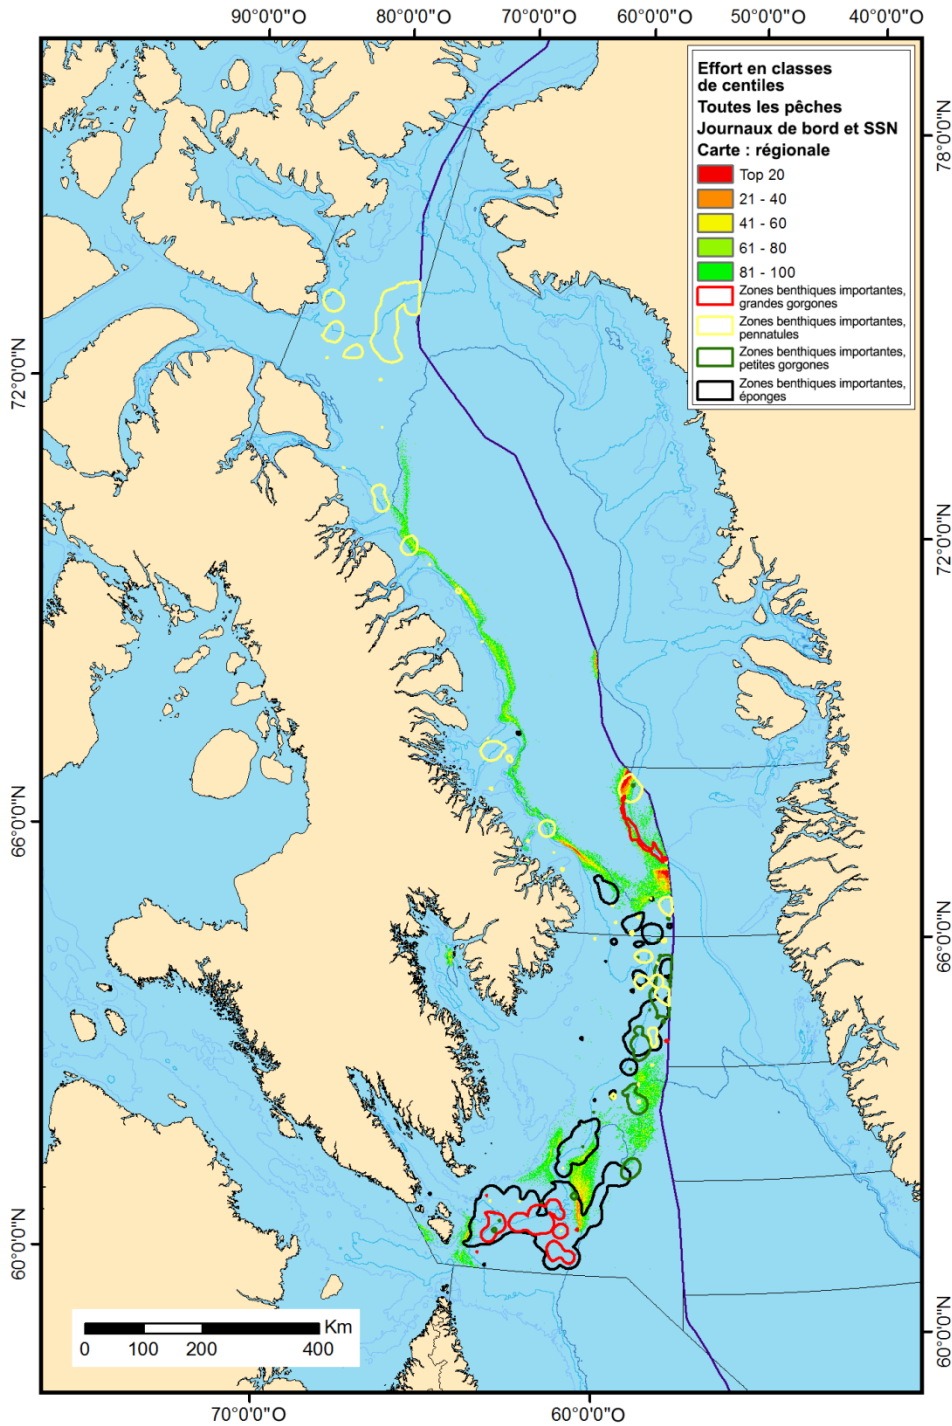 90°0'0"O 80°0'0"O 70°0'0"O 60°0'0"O 50°0'0"O 40°0'0"O
Effort en classes
de centiles
Toutes les pêches
Journaux de bord et SSN
Carte : régionale
Top 20
21 - 40
41 - 60
61 - 80
81 - 100
Zones benthiques importantes,
grandes gorgones
Zones benthiques importantes,
pennatules
Zones benthiques importantes,
petites gorgones
Zones benthiques importantes,
éponges
78°0'0"N
72°0'0"N
72°0'0"N
66°0'0"N
66°0'0"N
60°0'0"N
60°0'0"N
Km
0 100 200 400
70°0'0"O 60°0'0"O